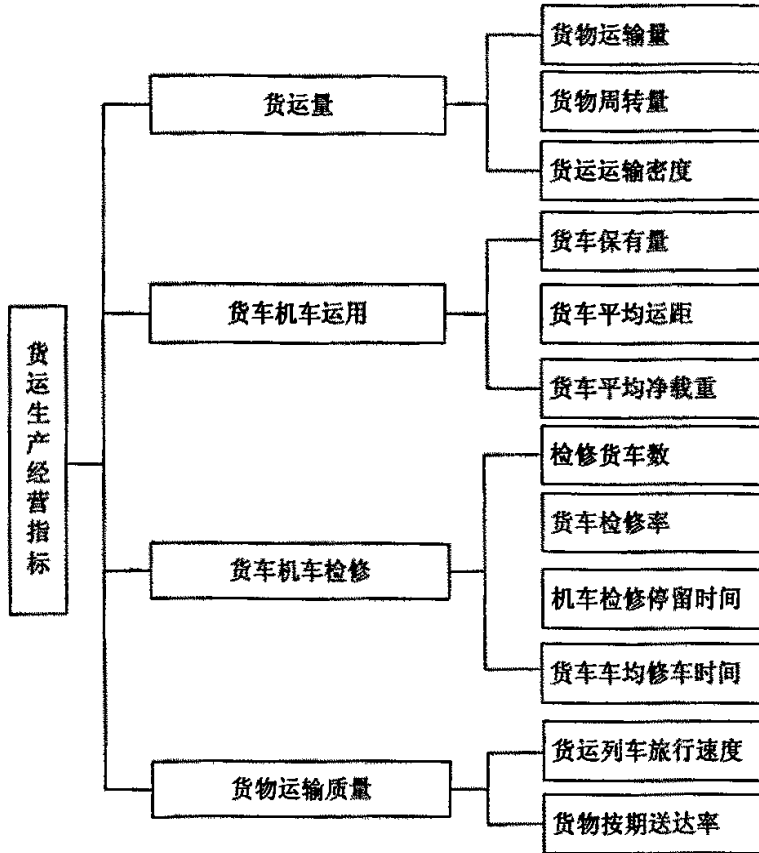 货运生产经营指标
货运量
货物运输量
货物周转量
货运运输密度
货车机车运用
货车保有量
货车平均运距
货车平均净载重
货车机车检修
检修货车数
货车检修率
机车检修停留时间
货车车均修车时间
货物运输质量
货运列车旅行速度
货物按期送达率